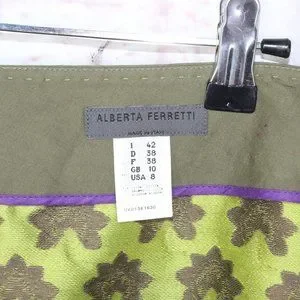 ALBERTA FERRETTI
MADE IN ITALY
I 42
D 38
F 38
GB 10
USA 8